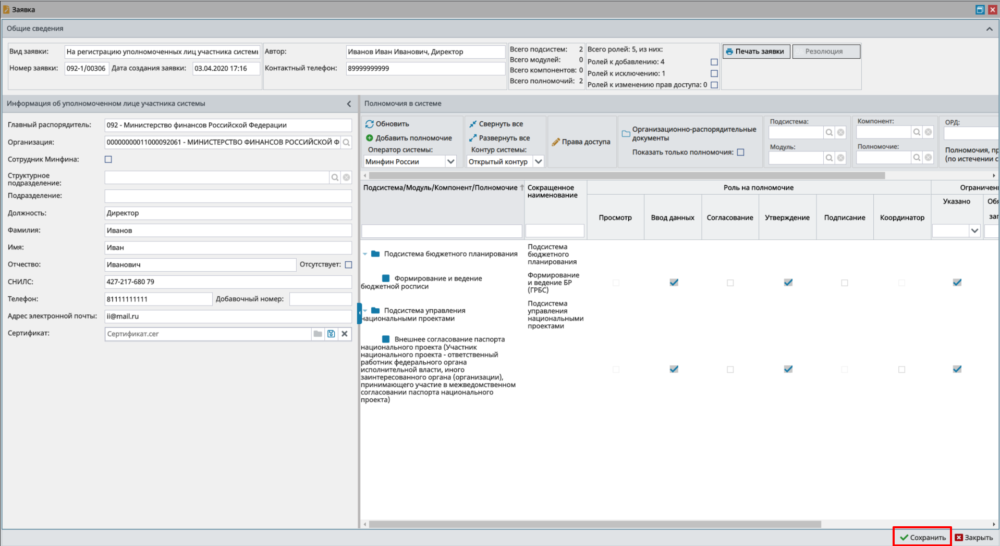 Заявка
Общие сведения
Вид заявки: На регистрацию уполномоченных лиц участника системы
Номер заявки: 092-1/00306 Дата создания заявки: 03.04.2020 17:16
Автор: Иванов Иван Иванович, Директор
Контактный телефон: 89999999999
Всего подсистем: 2
Всего модулей: 0
Всего компонентов: 0
Всего полномочий: 2
Всего ролей: 5, из них:
Ролей к добавлению: 4
Ролей к исключению: 1
Ролей к изменению прав доступа: 0
Печать заявки
Резолюция
Информация об уполномоченном лице участника системы
Главный распорядитель: 092 - Министерство финансов Российской Федерации
Организация: 00000000011000092061 - МИНИСТЕРСТВО ФИНАНСОВ РОССИЙСКОЙ Ф
Сотрудник Минфина:
Структурное
подразделение:
Подразделение:
Должность: Директор
Фамилия: Иванов
Имя: Иван
Отчество: Иванович Отсутствует:
СНИЛС: 427-217-680 79
Телефон: 81111111111 Добавочный номер:
Адрес электронной почты: ii@mail.ru
Сертификат: Сертификат.cer
Полномочия в системе
Обновить
Добавить полномочие
Оператор системы:
Минфин России
Свернуть все
Развернуть все
Контур системы:
Открытый контур
Права доступа
Организационно-распорядительные
документы
Показать только полномочия:
Подсистема:
Модуль:
Компонент:
Полномочие:
ОРД:
Полномочия, пр
(по истечении с
Подсистема/Модуль/Компонент/Полномочие
Сокращенное
наименование
Роль на полномочие
Просмотр
Ввод данных
Согласование
Утверждение
Подписание
Координатор
Ограничен
Указано
Обя
заг
Подсистема бюджетного планирования
Подсистема
бюджетного
планирования
Формирование и ведение
бюджетной росписи
Формирование
и ведение БР
(ГРБС)
Подсистема управления
национальными проектами
Подсистема
управления
национальными
проектами
Внешнее согласование паспорта
национального проекта (Участник
национального проекта - ответственный
работник федерального органа
исполнительной власти, иного
заинтересованного органа (организации),
принимающего участие в межведомственном
согласовании паспорта национального
проекта)
Сохранить
Закрыть